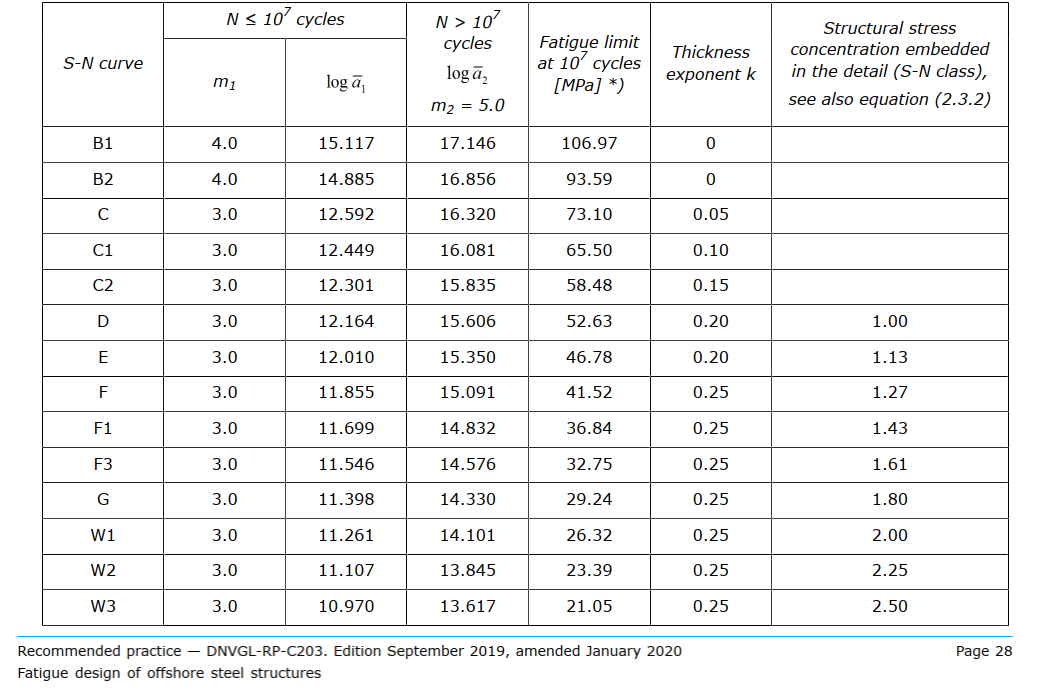 S-N curve N ≤ 10⁷ cycles N > 10⁷ cycles log a̅₂ m₂ = 5.0 Fatigue limit at 10⁷ cycles [MPa] *) Thickness exponent k Structural stress concentration embedded in the detail (S-N class), see also equation (2.3.2)
m₁ log a̅₁
B1 4.0 15.117 17.146 106.97 0
B2 4.0 14.885 16.856 93.59 0
C 3.0 12.592 16.320 73.10 0.05
C1 3.0 12.449 16.081 65.50 0.10
C2 3.0 12.301 15.835 58.48 0.15
D 3.0 12.164 15.606 52.63 0.20 1.00
E 3.0 12.010 15.350 46.78 0.20 1.13
F 3.0 11.855 15.091 41.52 0.25 1.27
F1 3.0 11.699 14.832 36.84 0.25 1.43
F3 3.0 11.546 14.576 32.75 0.25 1.61
G 3.0 11.398 14.330 29.24 0.25 1.80
W1 3.0 11.261 14.101 26.32 0.25 2.00
W2 3.0 11.107 13.845 23.39 0.25 2.25
W3 3.0 10.970 13.617 21.05 0.25 2.50
Recommended practice — DNVGL-RP-C203. Edition September 2019, amended January 2020 Page 28
Fatigue design of offshore steel structures